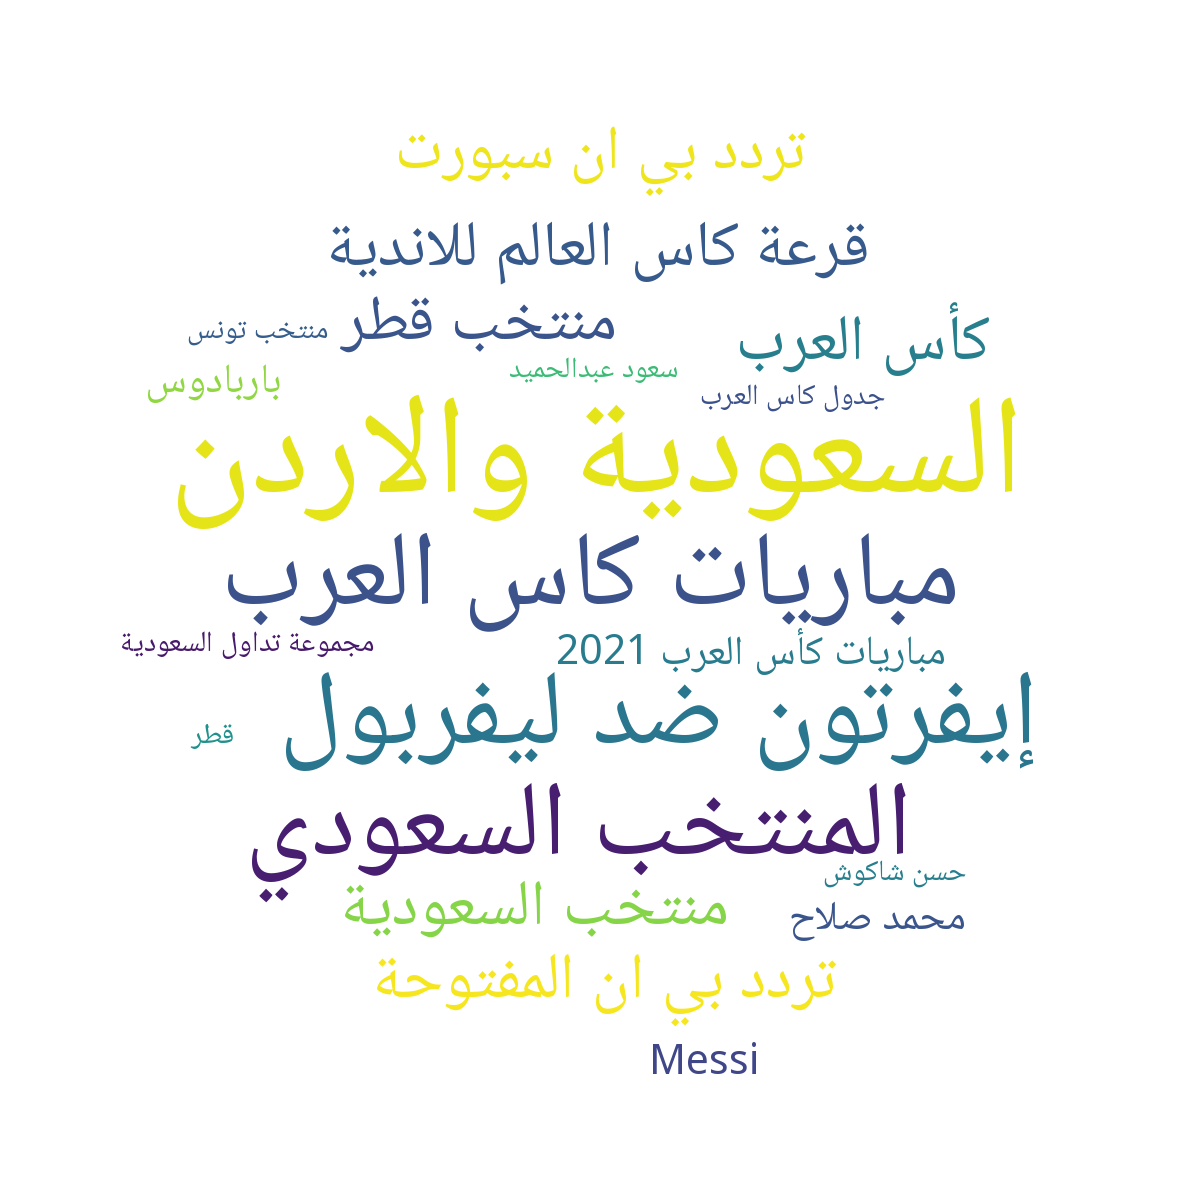 تردد بي ان سبورت
قرعة كاس العالم للاندية
كأس العرب
منتخب قطر
منتخب تونس
سعود عبدالحميد
باربادوس
جدول كاس العرب
السعودية والاردن
مباريات كاس العرب
مباريات كأس العرب 2021
مجموعة تداول السعودية
إيفرتون ضد ليفربول
قطر
المنتخب السعودي
حسن شاكوش
منتخب السعودية
محمد صلاح
تردد بي ان المفتوحة
Messi